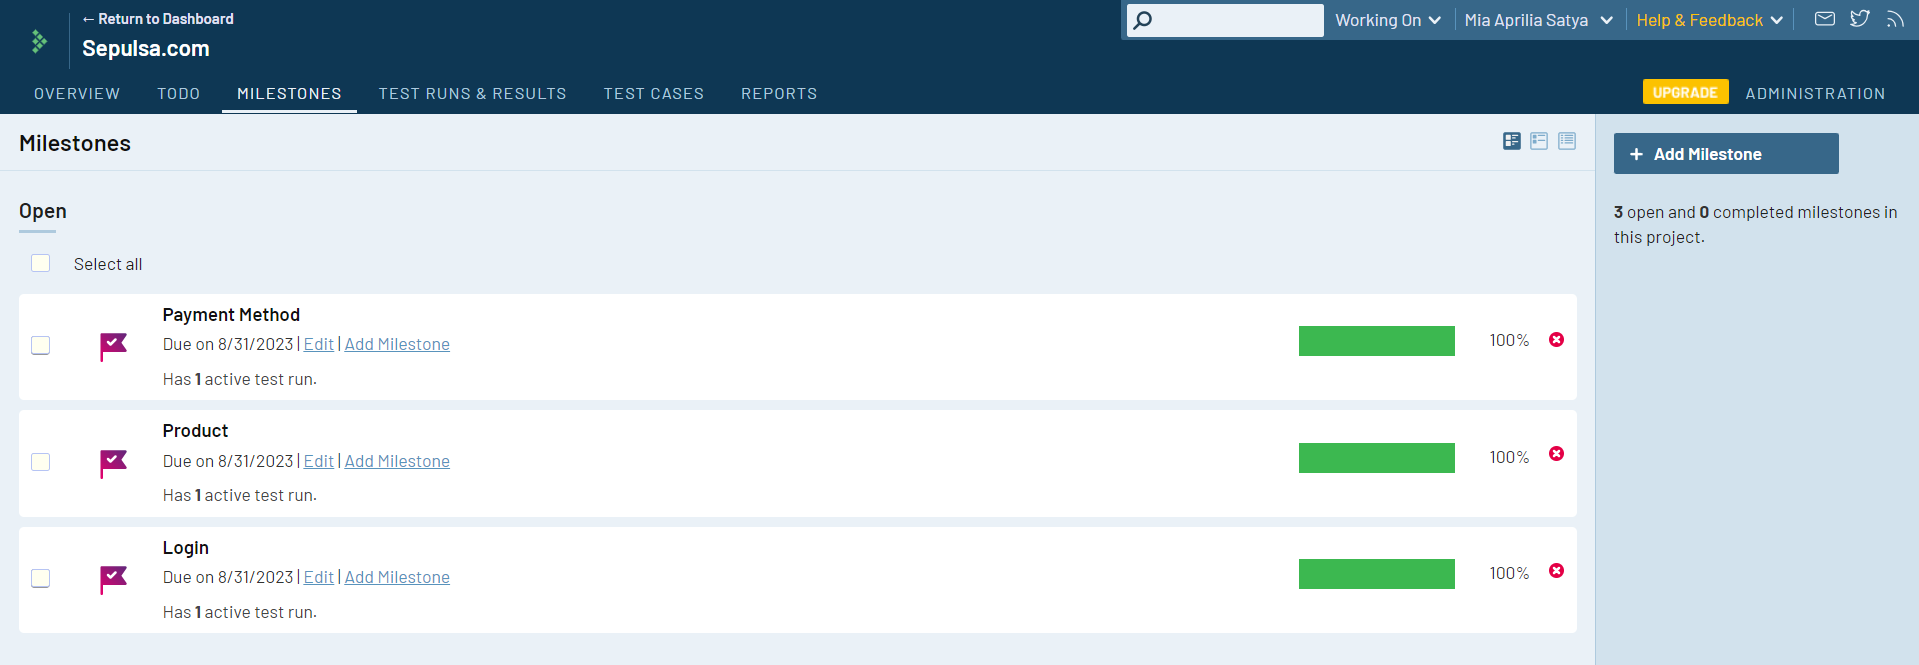 ← Return to Dashboard
Sepulsa.com
Working On
Mia Aprilia Satya
Help & Feedback
OVERVIEW
TODO
MILESTONES
TEST RUNS & RESULTS
TEST CASES
REPORTS
UPGRADE
ADMINISTRATION
Milestones
+ Add Milestone
3 open and 0 completed milestones in
this project.
Open
Select all
Payment Method
Due on 8/31/2023 | Edit | Add Milestone
Has 1 active test run.
100%
Product
Due on 8/31/2023 | Edit | Add Milestone
Has 1 active test run.
100%
Login
Due on 8/31/2023 | Edit | Add Milestone
Has 1 active test run.
100%